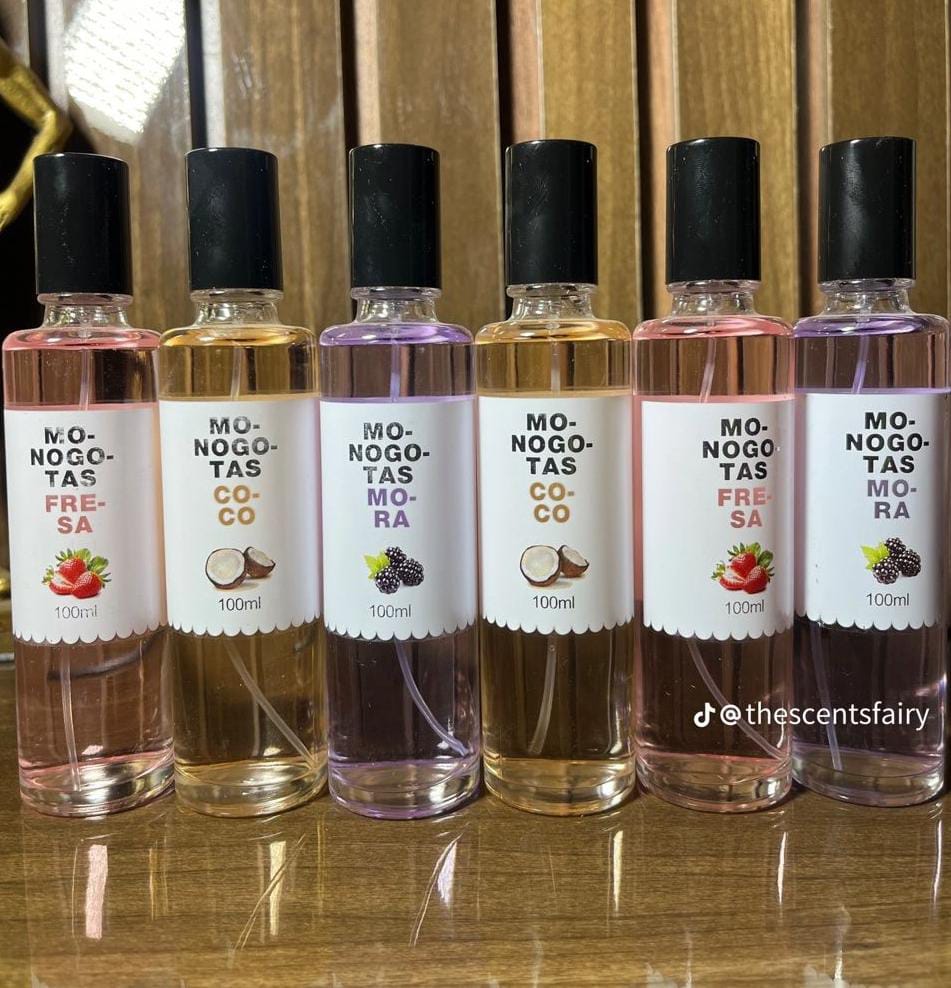 MO-
NOGO-
TAS
FRE-
SA
100ml
MO-
NOGO-
TAS
CO-
CO
100ml
MO-
NOGO-
TAS
MO-
RA
100ml
MO-
NOGO-
TAS
CO-
CO
100ml
MO-
NOGO-
TAS
FRE-
SA
100ml
MO-
NOGO-
TAS
MO-
RA
100ml
@thescentsfairy